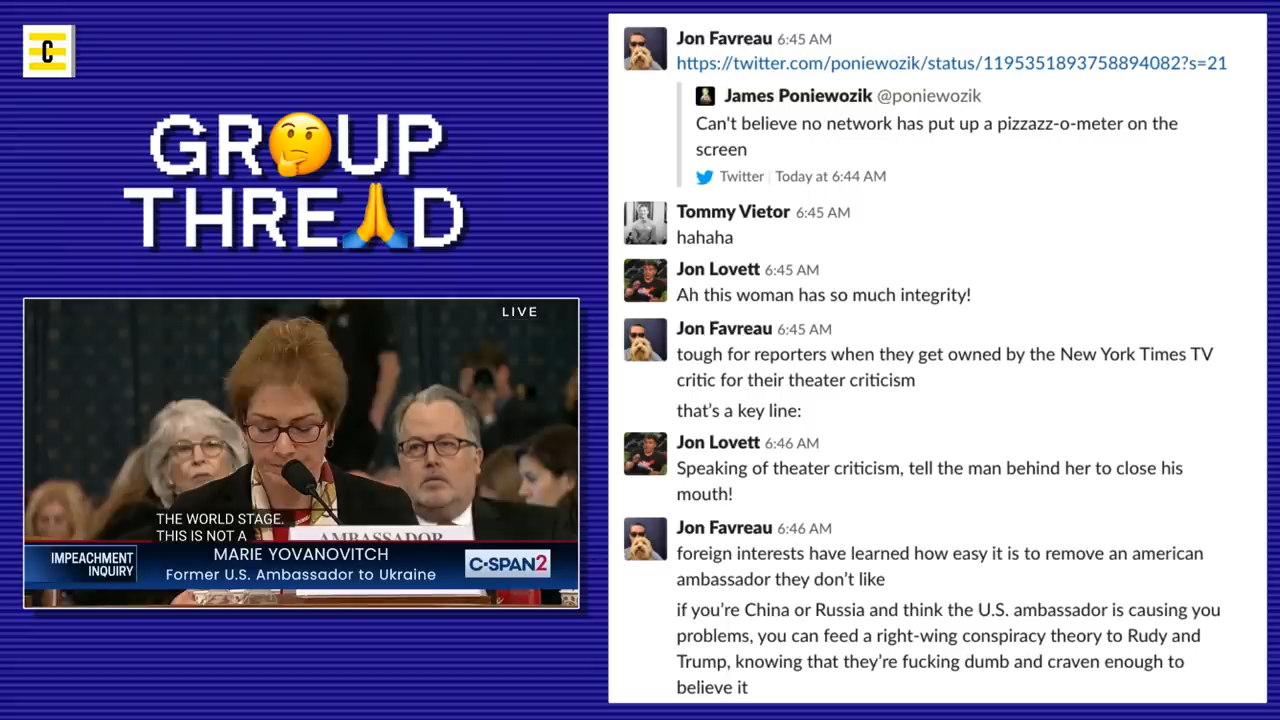 C
GR🤔UP
THRE🙏D
LIVE
THE WORLD STAGE.
THIS IS NOT A
AMBASSADOR
IMPEACHMENT
INQUIRY
MARIE YOVANOVITCH
Former U.S. Ambassador to Ukraine
C-SPAN2
Jon Favreau 6:45 AM
https://twitter.com/poniewozik/status/1195351893758894082?s=21
James Poniewozik @poniewozik
Can't believe no network has put up a pizzazz-o-meter on the
screen
Twitter | Today at 6:44 AM
Tommy Vietor 6:45 AM
hahaha
Jon Lovett 6:45 AM
Ah this woman has so much integrity!
Jon Favreau 6:45 AM
tough for reporters when they get owned by the New York Times TV
critic for their theater criticism
that's a key line:
Jon Lovett 6:46 AM
Speaking of theater criticism, tell the man behind her to close his
mouth!
Jon Favreau 6:46 AM
foreign interests have learned how easy it is to remove an american
ambassador they don't like
if you're China or Russia and think the U.S. ambassador is causing you
problems, you can feed a right-wing conspiracy theory to Rudy and
Trump, knowing that they're fucking dumb and craven enough to
believe it